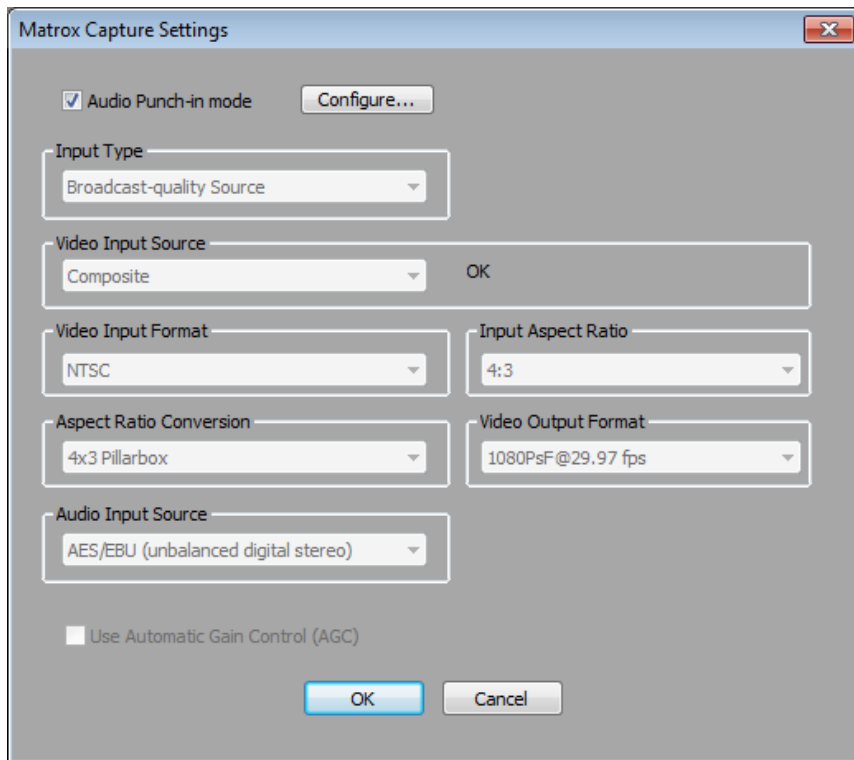 Matrox Capture Settings
Audio Punch-in mode
Configure...
Input Type
Broadcast-quality Source
Video Input Source
Composite
OK
Video Input Format
Input Aspect Ratio
NTSC
4:3
Aspect Ratio Conversion
Video Output Format
4x3 Pillarbox
1080PsF@29.97 fps
Audio Input Source
AES/EBU (unbalanced digital stereo)
Use Automatic Gain Control (AGC)
OK
Cancel